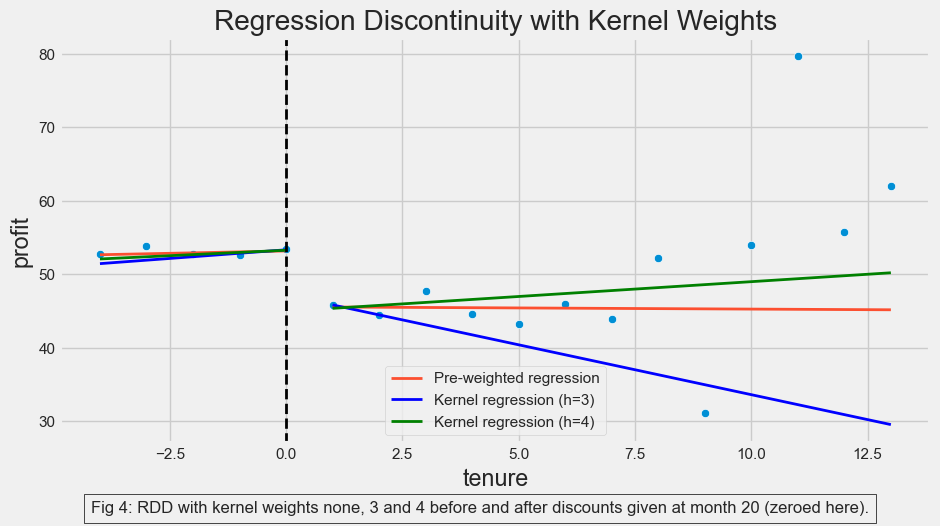 Regression Discontinuity with Kernel Weights
80
70
60
50
40
30
profit
−2.5
0.0
2.5
5.0
7.5
10.0
12.5
tenure
Pre-weighted regression
Kernel regression (h=3)
Kernel regression (h=4)
Fig 4: RDD with kernel weights none, 3 and 4 before and after discounts given at month 20 (zeroed here).